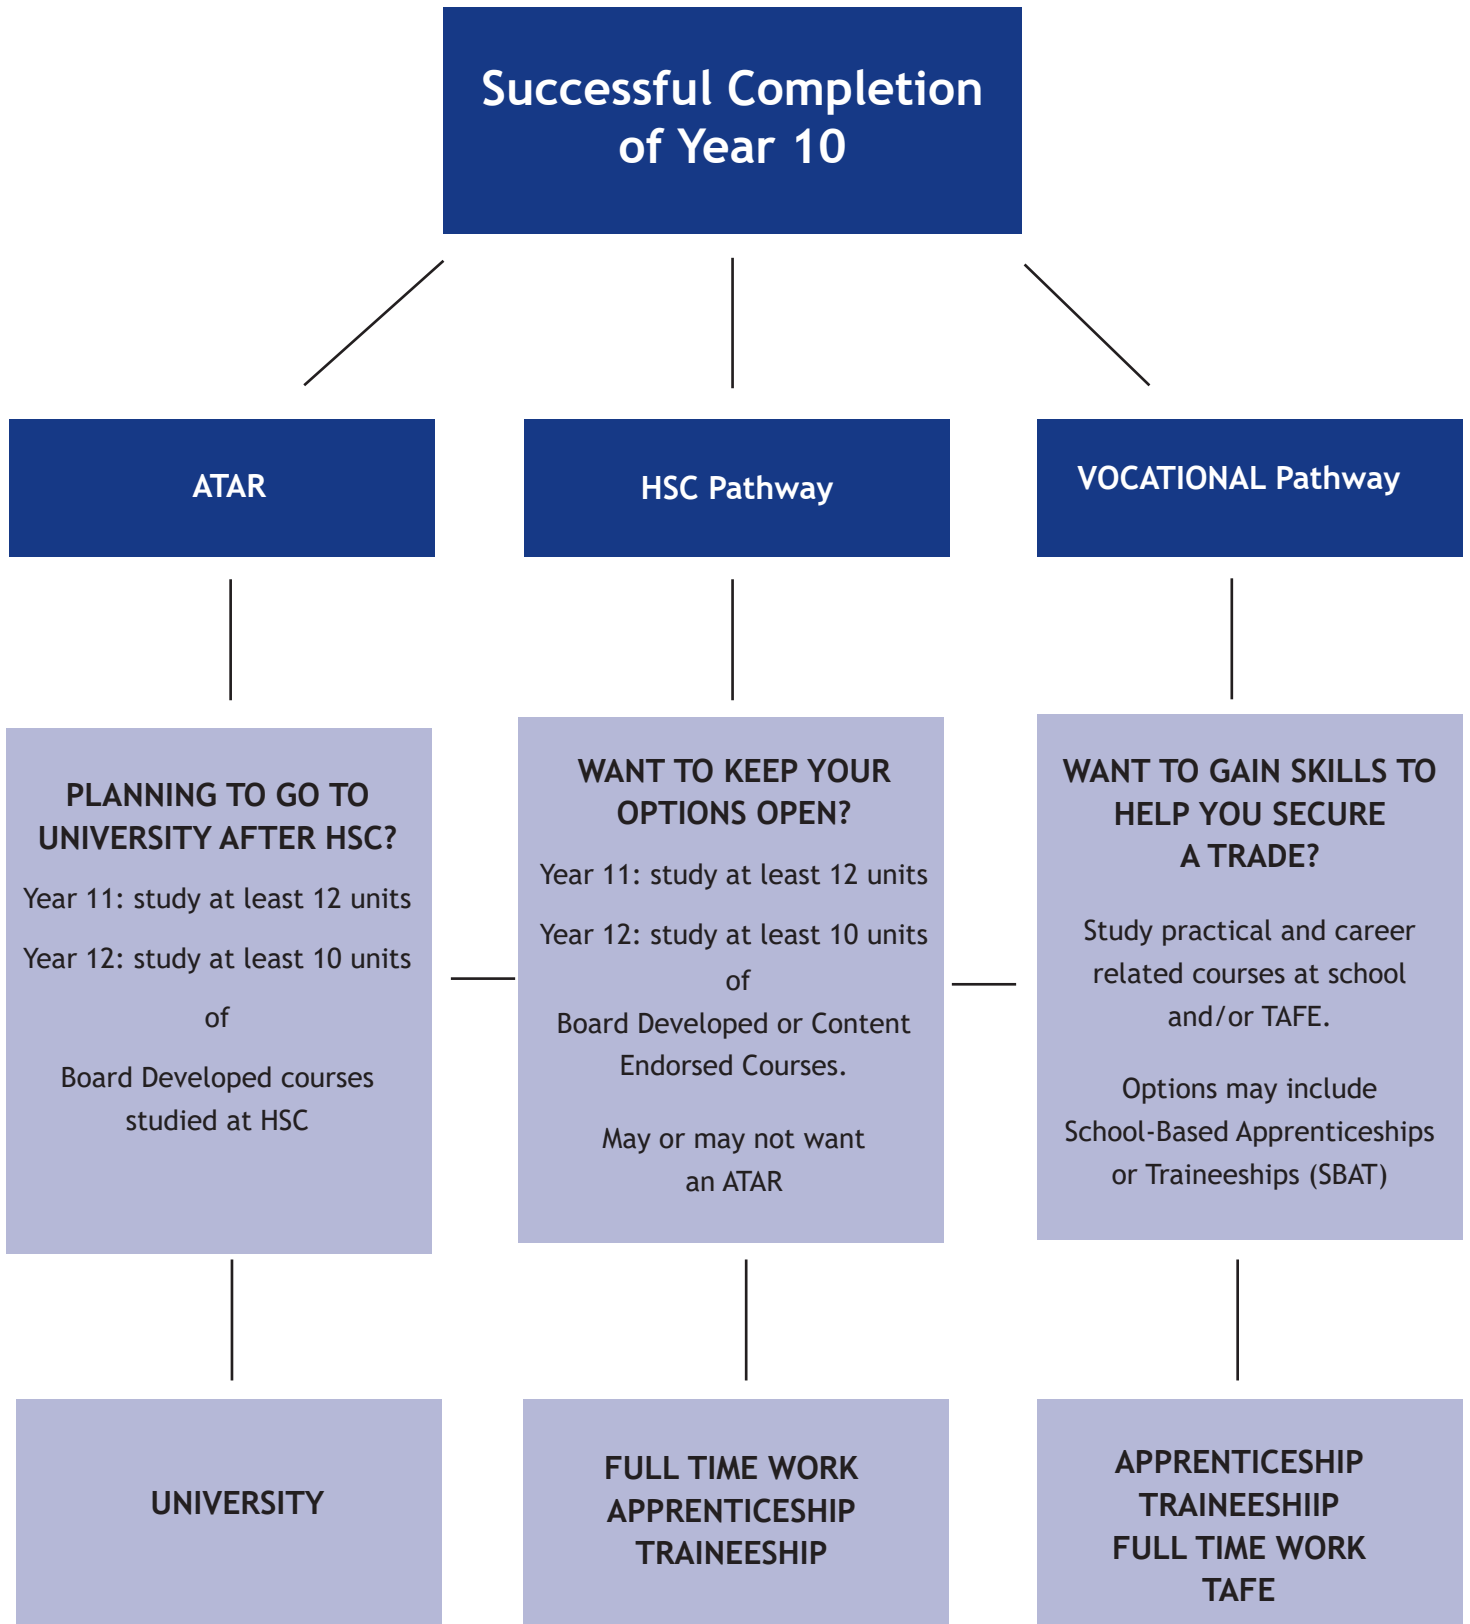 Successful Completion
of Year 10
ATAR
HSC Pathway
VOCATIONAL Pathway
PLANNING TO GO TO
UNIVERSITY AFTER HSC?
Year 11: study at least 12 units
Year 12: study at least 10 units
of
Board Developed courses
studied at HSC
WANT TO KEEP YOUR
OPTIONS OPEN?
Year 11: study at least 12 units
Year 12: study at least 10 units
of
Board Developed or Content
Endorsed Courses.
May or may not want
an ATAR
WANT TO GAIN SKILLS TO
HELP YOU SECURE
A TRADE?
Study practical and career
related courses at school
and/or TAFE.
Options may include
School-Based Apprenticeships
or Traineeships (SBAT)
UNIVERSITY
FULL TIME WORK
APPRENTICESHIP
TRAINEESHIP
APPRENTICESHIP
TRAINEESHIIP
FULL TIME WORK
TAFE